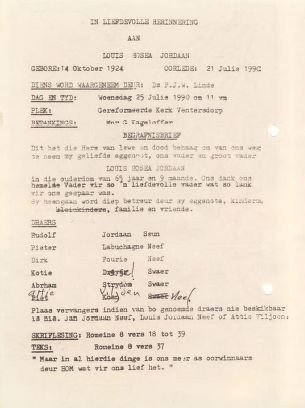 IN LIEFDEVOLLE HERINNERING
AAN
LOUIS HOSEA JORDAAN
GEBORE:14 Oktober 1924 OORLEDE: 21 Julie 1990
DIENS WORD WAARGENEEM DEUR: Ds P.J.w. Linde
DAG EN TYD: Woensdag 25 Julie 1990 om 11 vm
PLEK: Gereformeerde Kerk Ventersdorp
BEDANKINGS: Mnr G Vogeloffer
BEGRAFNISBRIEF
Dit het die Here van lewe en dood behaag om van ons weg
te neem my geliefde eggenoot, ons vader en groot vader
LOUIS HOSEA JORDAAN
in die ouderdom van 65 jaar en 9 maande. Ons dank ons
hemelse Vader vir so 'n liefdevolle vader wat so lank
vir ons gespaar was.
Sy heengaan word diep betreur deur sy eggenote, kinders,
kleinkinders, familie en vriende.
DRAERS
Rudolf Jordaan Seun
Pieter Labuchagne Neef
Dirk Fourie Neef
Kotie Swaer
Abraham Strydom Swaer
Attie Viljoen Neef
Plaas vervangers indien van bo genoemde draers nie beskikbaar
is nie. Jan Jordaan Neef, Louis Jordaan Neef of Attie Viljoen.
SKRIFLESING: Romeine 8 vers 18 tot 39
TEKS: Romeine 8 vers 37
" Maar in al hierdie dinge is ons meer as oorwinnaars
deur HOM wat ons lief het. "